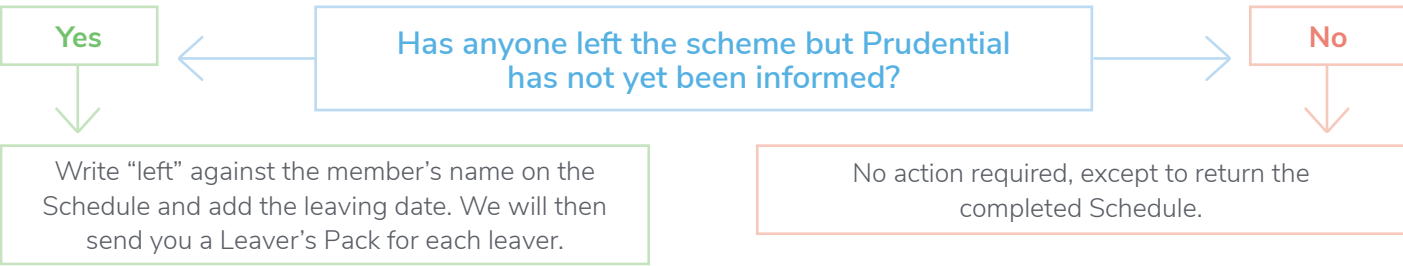 Yes
Has anyone left the scheme but Prudential
has not yet been informed?
No
Write “left” against the member’s name on the
Schedule and add the leaving date. We will then
send you a Leaver’s Pack for each leaver.
No action required, except to return the
completed Schedule.